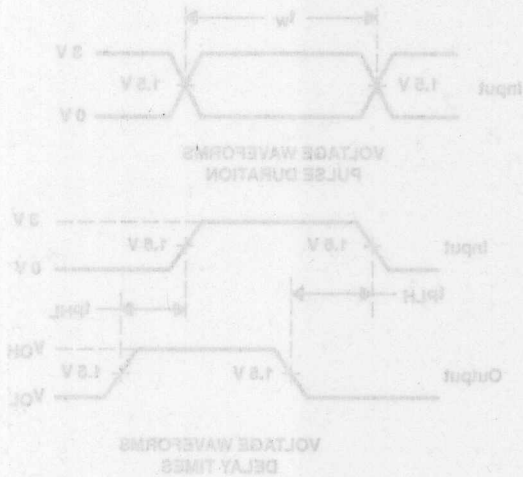 tw
3 V
Input
1.5 V
1.5 V
0 V
VOLTAGE WAVEFORMS
PULSE DURATION
3 V
Input
1.5 V
1.5 V
0 V
tPLH
tPHL
VOH
Output
1.5 V
1.5 V
VOL
VOLTAGE WAVEFORMS
DELAY TIMES